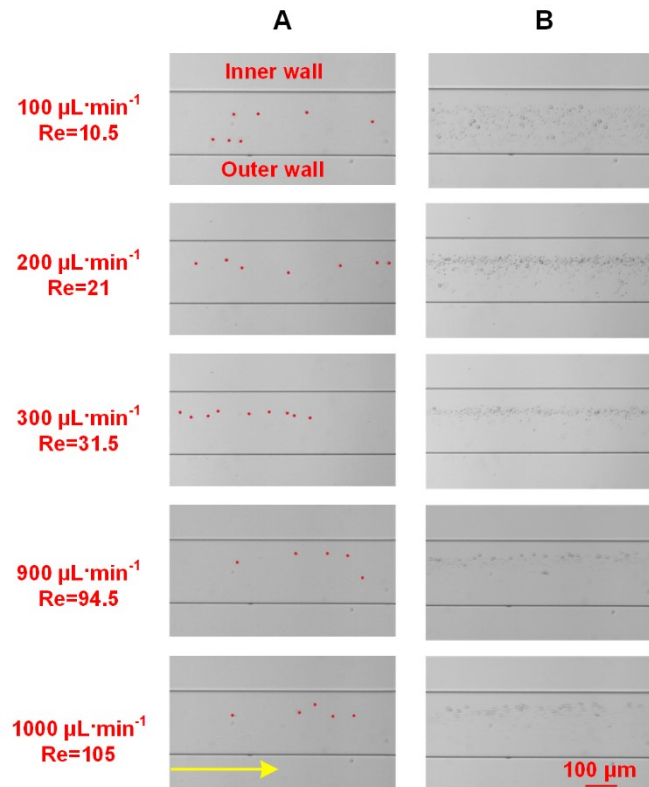 A
B
Inner wall
100 µL·min⁻¹
Re=10.5
Outer wall
200 µL·min⁻¹
Re=21
300 µL·min⁻¹
Re=31.5
900 µL·min⁻¹
Re=94.5
1000 µL·min⁻¹
Re=105
100 µm